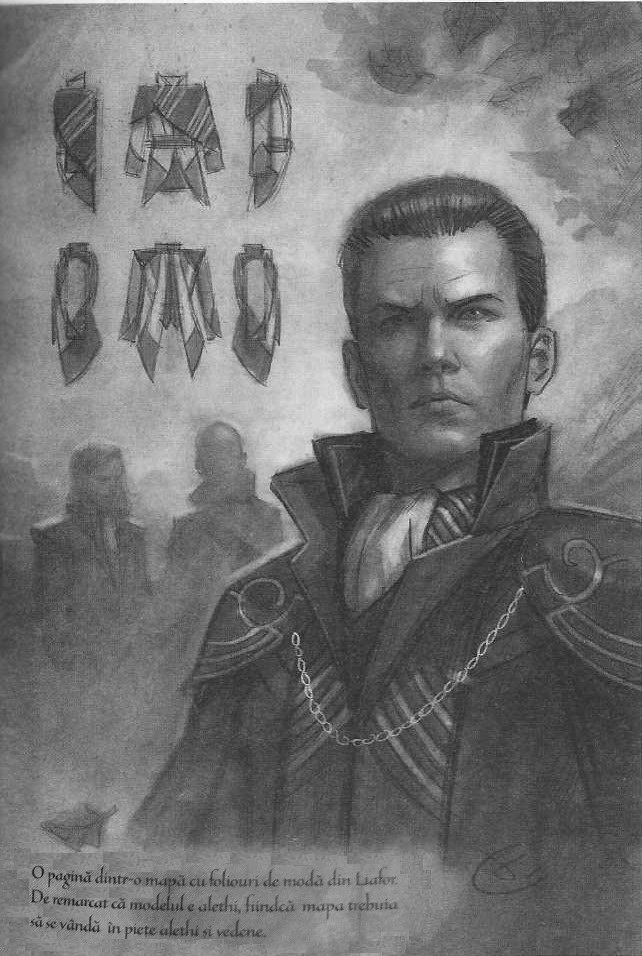 O pagină dintr-o mapă cu foliouri de modă din Liafor.
De remarcat că modelul e alethi, fiindcă mapa trebuia
să se vândă în piețe alethi și vedene.